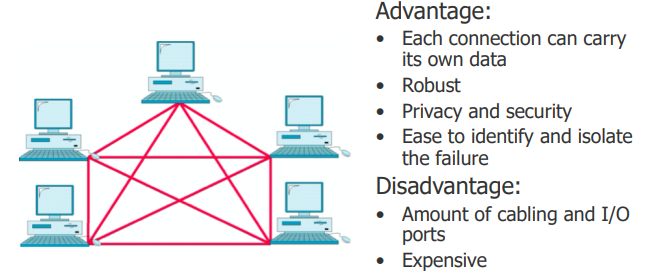 Advantage:
• Each connection can carry
its own data
• Robust
• Privacy and security
• Ease to identify and isolate
the failure
Disadvantage:
• Amount of cabling and I/O
ports
• Expensive